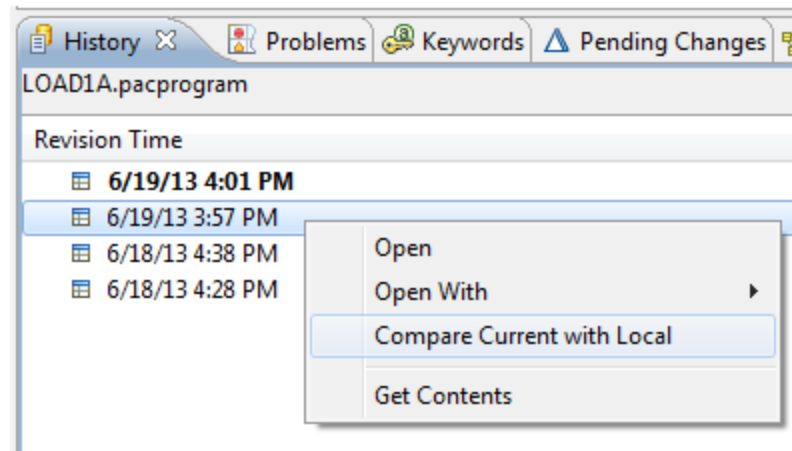 History Problems Keywords Pending Changes
LOAD1A.pacprogram
Revision Time
6/19/13 4:01 PM
6/19/13 3:57 PM
6/18/13 4:38 PM
6/18/13 4:28 PM
Open
Open With
Compare Current with Local
Get Contents